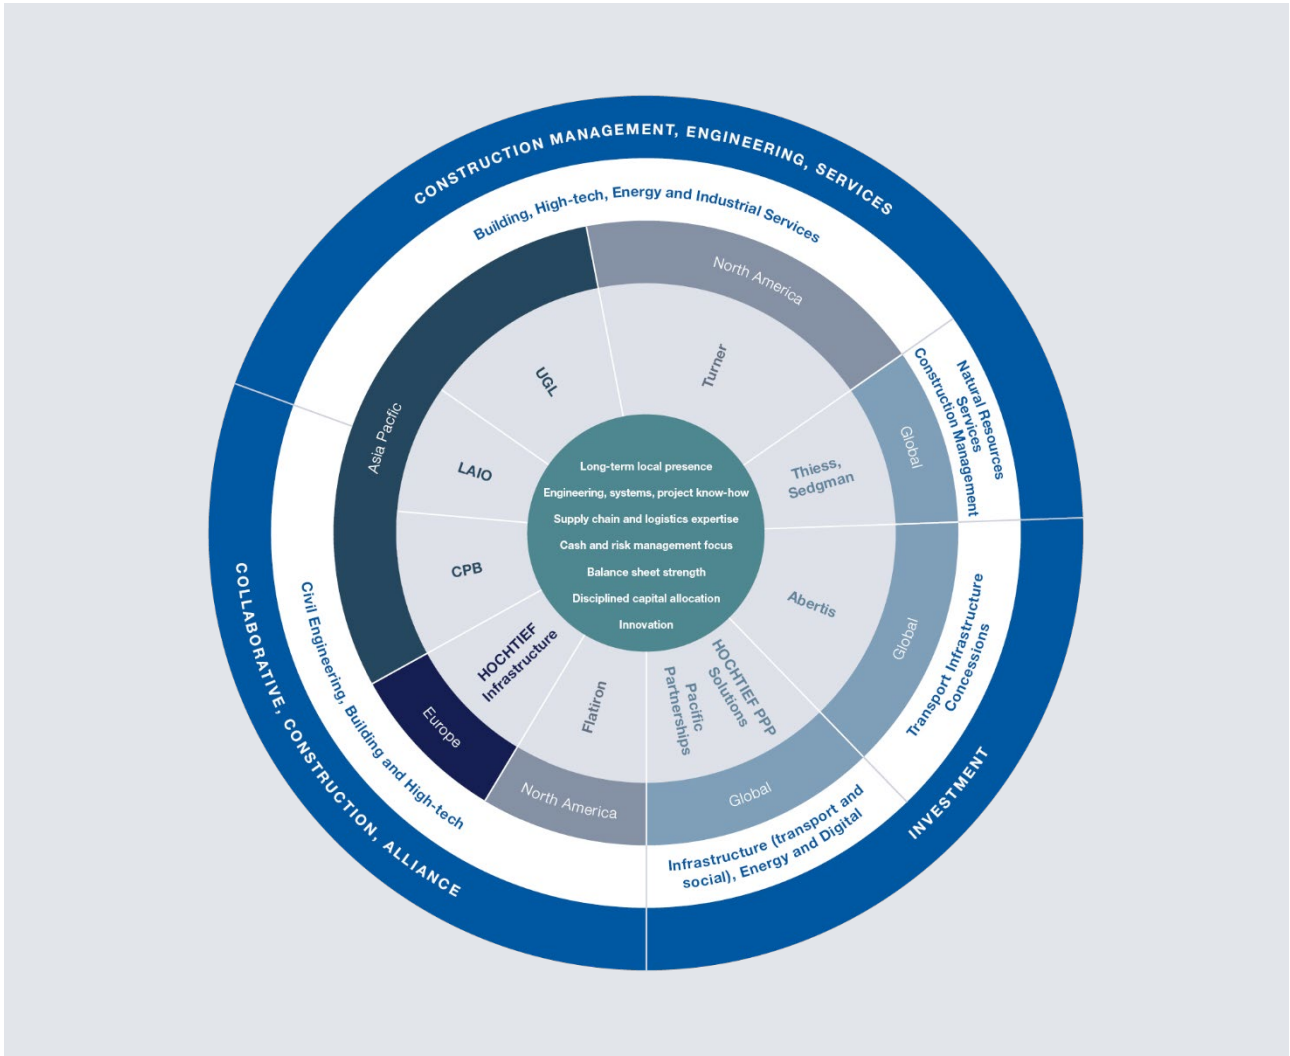 CONSTRUCTION MANAGEMENT, ENGINEERING, SERVICES
Building, High-tech, Energy and Industrial Services
North America
Turner
Natural Resources
Services
Construction Management
Global
Thiess,
Sedgman
Transport Infrastructure
Concessions
Global
Abertis
INVESTMENT
Infrastructure (transport and
social), Energy and Digital
Global
HOCHTIEF PPP
Solutions
Pacific
Partnerships
COLLABORATIVE, CONSTRUCTION, ALLIANCE
Civil Engineering, Building and High-tech
North America
Flatiron
Europe
HOCHTIEF
Infrastructure
Asia Pacfic
CPB
LAIO
UGL
Long-term local presence
Engineering, systems, project know-how
Supply chain and logistics expertise
Cash and risk management focus
Balance sheet strength
Disciplined capital allocation
Innovation